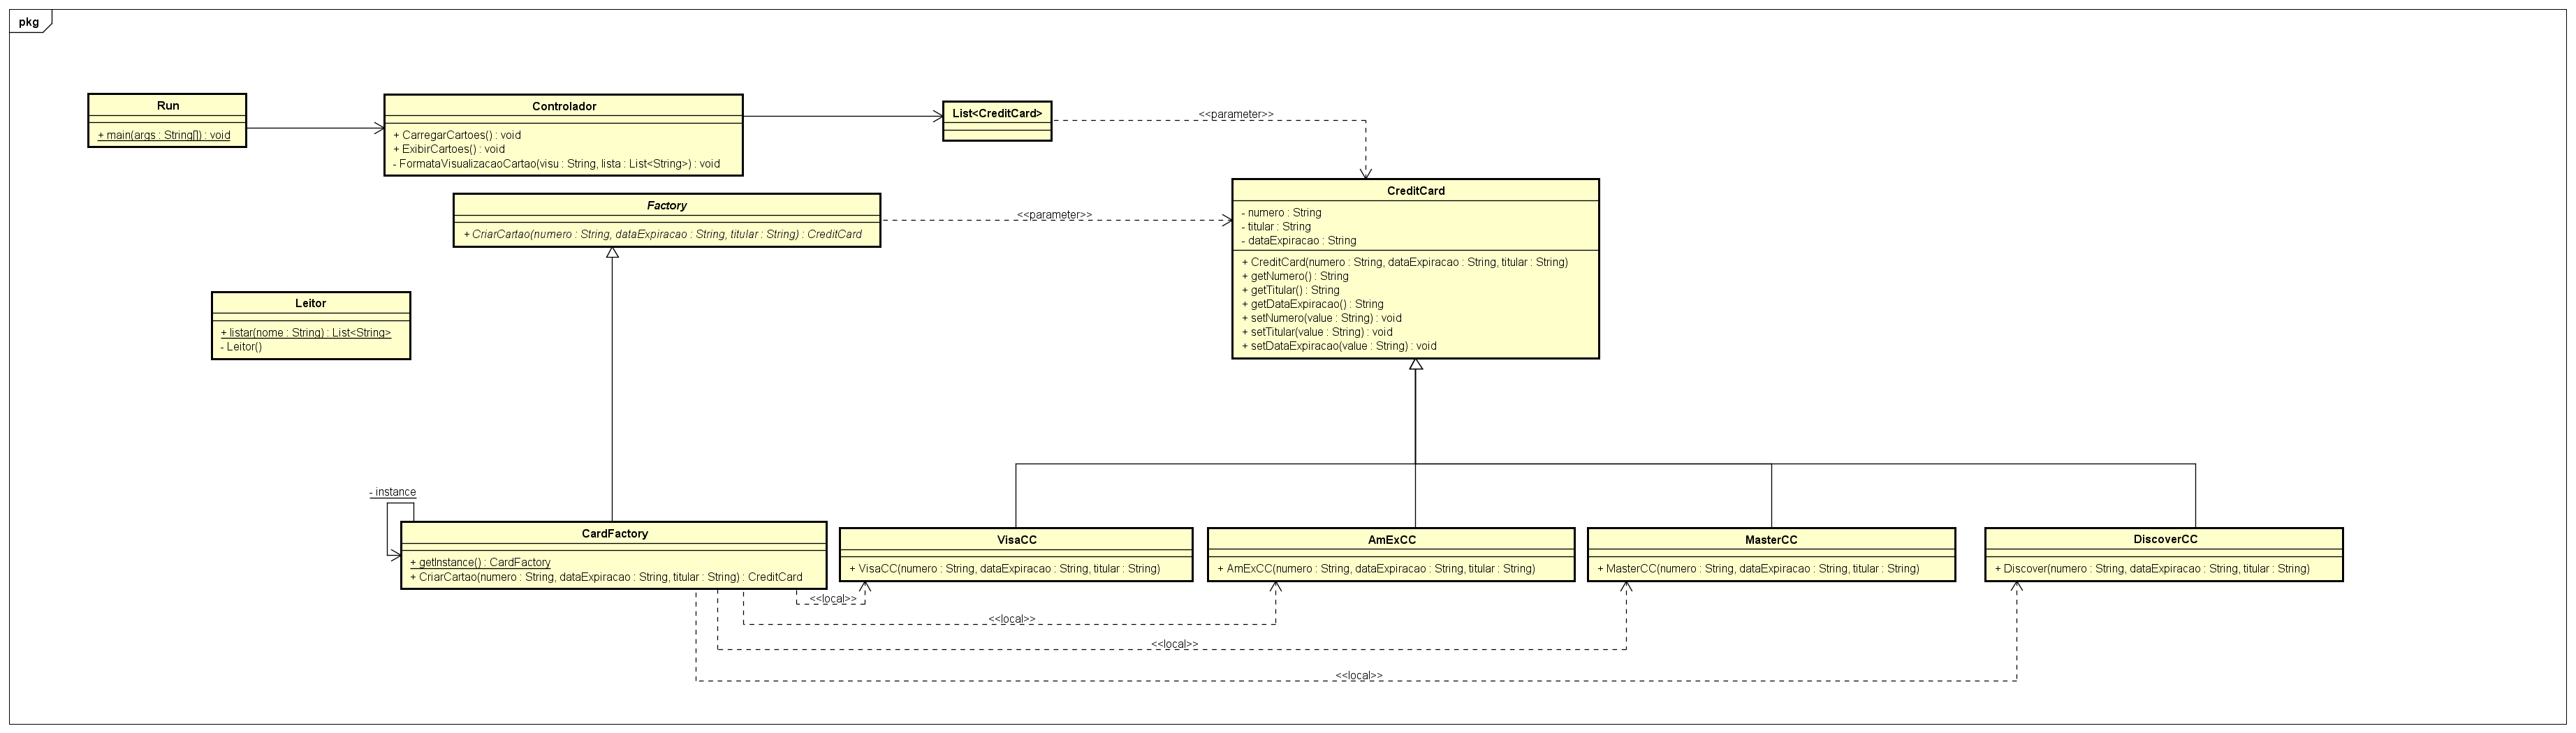 pkg
Run
+ main(args : String[]) : void
Controlador
+ CarregarCartoes() : void
+ ExibirCartoes() : void
- FormataVisualizacaoCartao(visu : String, lista : List<String>) : void
List<CreditCard>
<<parameter>>
Factory
+ CriarCartao(numero : String, dataExpiracao : String, titular : String) : CreditCard
<<parameter>>
CreditCard
- numero : String
- titular : String
- dataExpiracao : String
+ CreditCard(numero : String, dataExpiracao : String, titular : String)
+ getNumero() : String
+ getTitular() : String
+ getDataExpiracao() : String
+ setNumero(value : String) : void
+ setTitular(value : String) : void
+ setDataExpiracao(value : String) : void
Leitor
+ listar(nome : String) : List<String>
- Leitor()
- instance
CardFactory
+ getInstance() : CardFactory
+ CriarCartao(numero : String, dataExpiracao : String, titular : String) : CreditCard
VisaCC
+ VisaCC(numero : String, dataExpiracao : String, titular : String)
AmExCC
+ AmExCC(numero : String, dataExpiracao : String, titular : String)
MasterCC
+ MasterCC(numero : String, dataExpiracao : String, titular : String)
DiscoverCC
+ Discover(numero : String, dataExpiracao : String, titular : String)
<<local>>
<<local>>
<<local>>
<<local>>